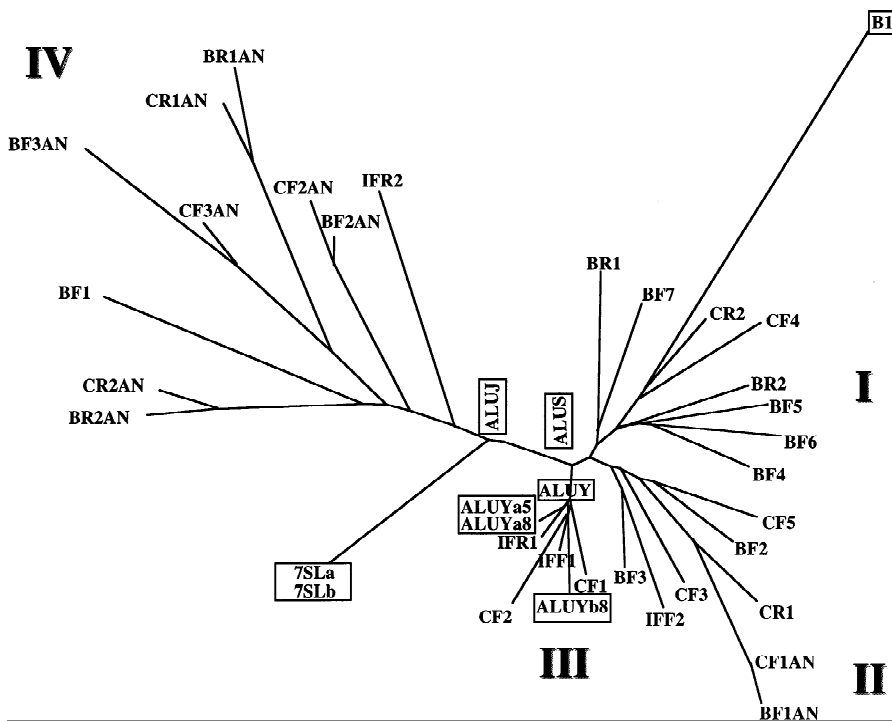 B1
IV
BR1AN
CR1AN
BF3AN
CF2AN
IFR2
CF3AN
BF2AN
BR1
BF7
BF1
CR2
CF4
ALUJ
ALUS
I
CR2AN
BR2
BR2AN
BF5
BF6
BF4
ALUY
ALUYa5
ALUYa8
CF5
IFR1
BF2
IFF1
7SLa
7SLb
BF3
CF1
CF3
ALUYb8
CF2
IFF2
CR1
III
CF1AN
II
BF1AN